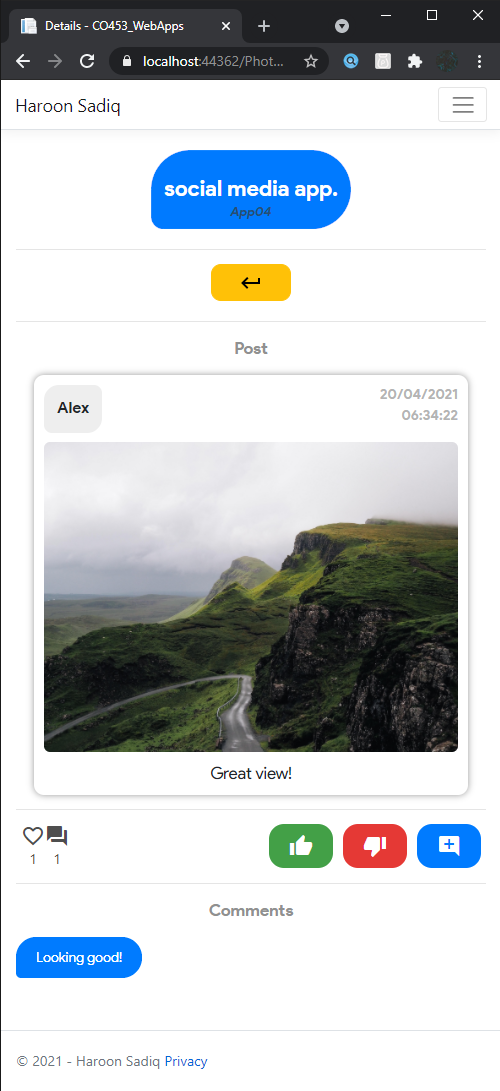 Details - CO453_WebApps
localhost:44362/Phot...
Haroon Sadiq
social media app.
App04
Post
Alex
20/04/2021
06:34:22
Great view!
1 1
Comments
Looking good!
© 2021 - Haroon Sadiq Privacy